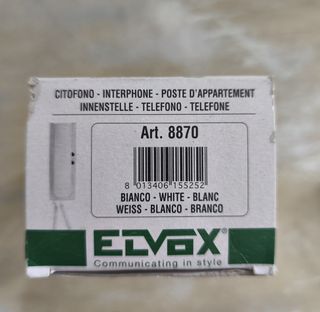 CITOFONO - INTERPHONE - POSTE D'APPARTEMENT
INNENSTELLE - TELEFONO - TELEFONE
Art. 8870
8 013406 155252
BIANCO - WHITE - BLANC
WEISS - BLANCO - BRANCO
ELVOX®
Communicating in style